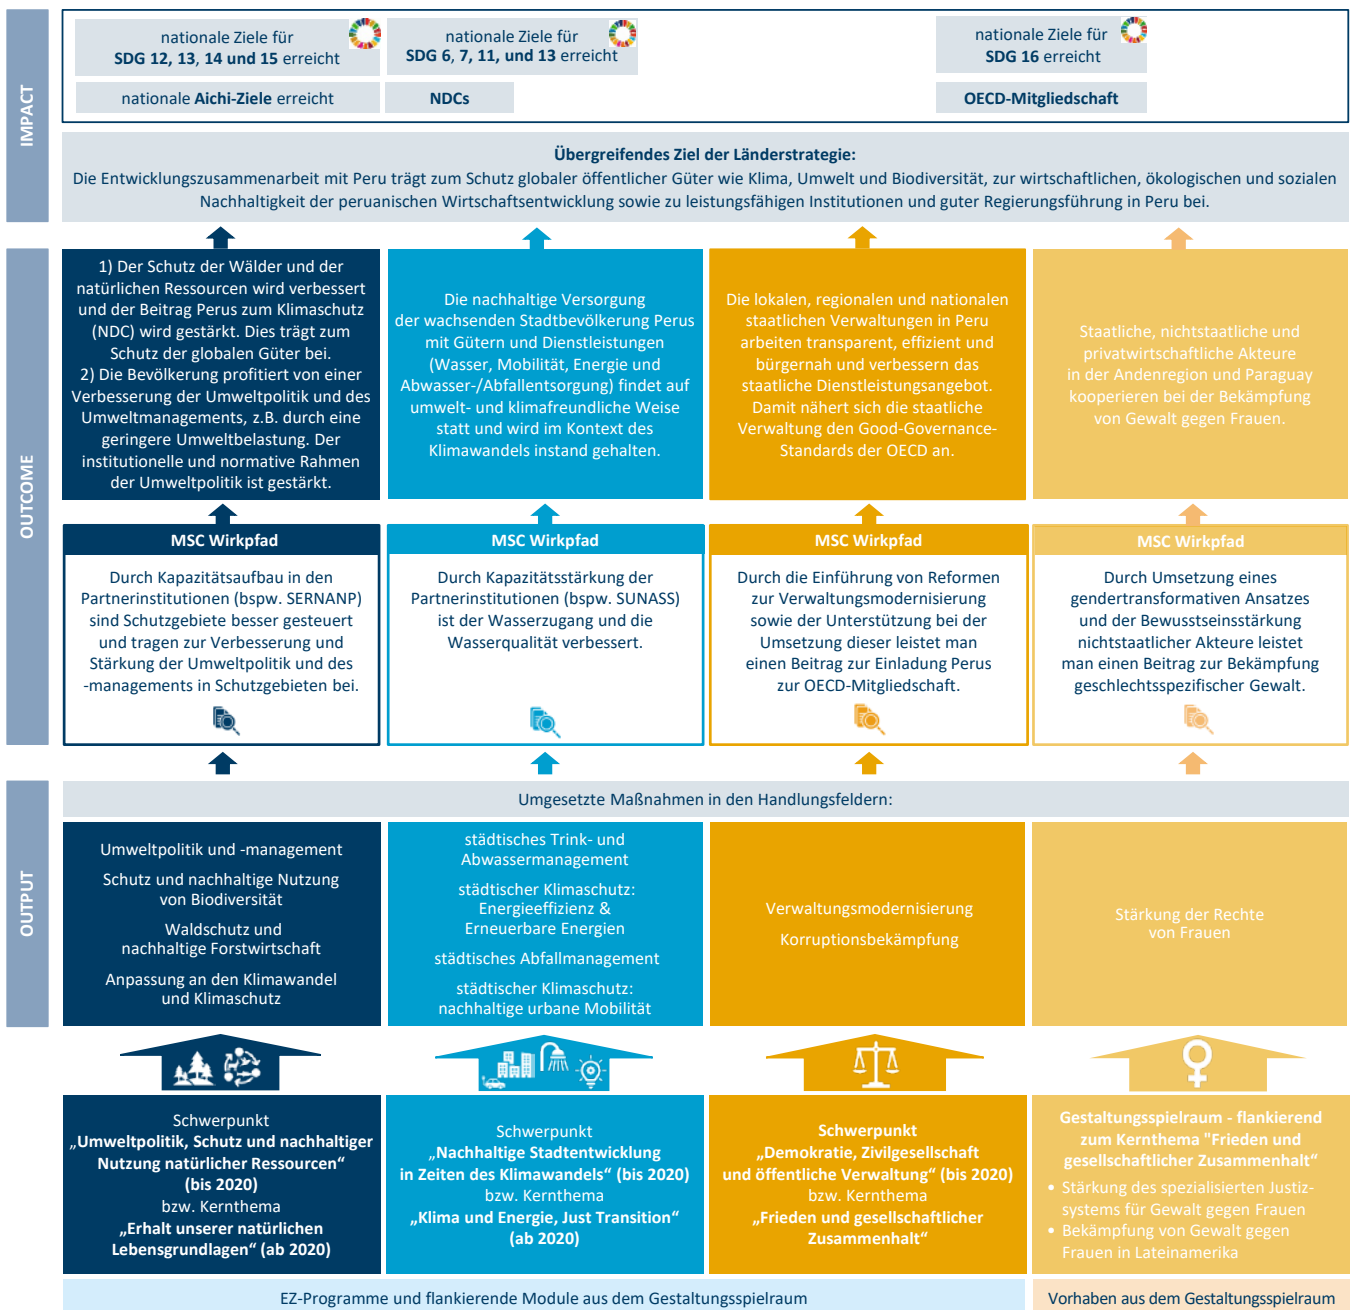 IMPACT
nationale Ziele für
SDG 12, 13, 14 und 15 erreicht
nationale Ziele für
SDG 6, 7, 11, und 13 erreicht
nationale Ziele für
SDG 16 erreicht
nationale Aichi-Ziele erreicht
NDCs
OECD-Mitgliedschaft
Übergreifendes Ziel der Länderstrategie:
Die Entwicklungszusammenarbeit mit Peru trägt zum Schutz globaler öffentlicher Güter wie Klima, Umwelt und Biodiversität, zur wirtschaftlichen, ökologischen und sozialen
Nachhaltigkeit der peruanischen Wirtschaftsentwicklung sowie zu leistungsfähigen Institutionen und guter Regierungsführung in Peru bei.
OUTCOME
1) Der Schutz der Wälder und der
natürlichen Ressourcen wird verbessert
und der Beitrag Perus zum Klimaschutz
(NDC) wird gestärkt. Dies trägt zum
Schutz der globalen Güter bei.
2) Die Bevölkerung profitiert von einer
Verbesserung der Umweltpolitik und des
Umweltmanagements, z.B. durch eine
geringere Umweltbelastung. Der
institutionelle und normative Rahmen
der Umweltpolitik ist gestärkt.
Die nachhaltige Versorgung
der wachsenden Stadtbevölkerung Perus
mit Gütern und Dienstleistungen
(Wasser, Mobilität, Energie und
Abwasser-/Abfallentsorgung) findet auf
umwelt- und klimafreundliche Weise
statt und wird im Kontext des
Klimawandels instand gehalten.
Die lokalen, regionalen und nationalen
staatlichen Verwaltungen in Peru
arbeiten transparent, effizient und
bürgernah und verbessern das
staatliche Dienstleistungsangebot.
Damit nähert sich die staatliche
Verwaltung den Good-Governance-
Standards der OECD an.
Staatliche, nichtstaatliche und
privatwirtschaftliche Akteure
in der Andenregion und Paraguay
kooperieren bei der Bekämpfung
von Gewalt gegen Frauen.
MSC Wirkpfad
Durch Kapazitätsaufbau in den
Partnerinstitutionen (bspw. SERNANP)
sind Schutzgebiete besser gesteuert
und tragen zur Verbesserung und
Stärkung der Umweltpolitik und des
-managements in Schutzgebieten bei.
MSC Wirkpfad
Durch Kapazitätsstärkung der
Partnerinstitutionen (bspw. SUNASS)
ist der Wasserzugang und die
Wasserqualität verbessert.
MSC Wirkpfad
Durch die Einführung von Reformen
zur Verwaltungsmodernisierung
sowie der Unterstützung bei der
Umsetzung dieser leistet man
einen Beitrag zur Einladung Perus
zur OECD-Mitgliedschaft.
MSC Wirkpfad
Durch Umsetzung eines
gendertransformativen Ansatzes
und der Bewusstseinsstärkung
nichtstaatlicher Akteure leistet
man einen Beitrag zur Bekämpfung
geschlechtsspezifischer Gewalt.
OUTPUT
Umgesetzte Maßnahmen in den Handlungsfeldern:
Umweltpolitik und -management
Schutz und nachhaltige Nutzung
von Biodiversität
Waldschutz und
nachhaltige Forstwirtschaft
Anpassung an den Klimawandel
und Klimaschutz
städtisches Trink- und
Abwassermanagement
städtischer Klimaschutz:
Energieeffizienz &
Erneuerbare Energien
städtisches Abfallmanagement
städtischer Klimaschutz:
nachhaltige urbane Mobilität
Verwaltungsmodernisierung
Korruptionsbekämpfung
Stärkung der Rechte
von Frauen
Schwerpunkt
„Umweltpolitik, Schutz und nachhaltiger
Nutzung natürlicher Ressourcen“
(bis 2020)
bzw. Kernthema
„Erhalt unserer natürlichen
Lebensgrundlagen“ (ab 2020)
Schwerpunkt
„Nachhaltige Stadtentwicklung
in Zeiten des Klimawandels“ (bis 2020)
bzw. Kernthema
„Klima und Energie, Just Transition“
(ab 2020)
Schwerpunkt
„Demokratie, Zivilgesellschaft
und öffentliche Verwaltung“ (bis 2020)
bzw. Kernthema
„Frieden und gesellschaftlicher
Zusammenhalt“
Gestaltungsspielraum - flankierend
zum Kernthema "Frieden und
gesellschaftlicher Zusammenhalt“
• Stärkung des spezialisierten Justiz-
systems für Gewalt gegen Frauen
• Bekämpfung von Gewalt gegen
Frauen in Lateinamerika
EZ-Programme und flankierende Module aus dem Gestaltungsspielraum
Vorhaben aus dem Gestaltungsspielraum